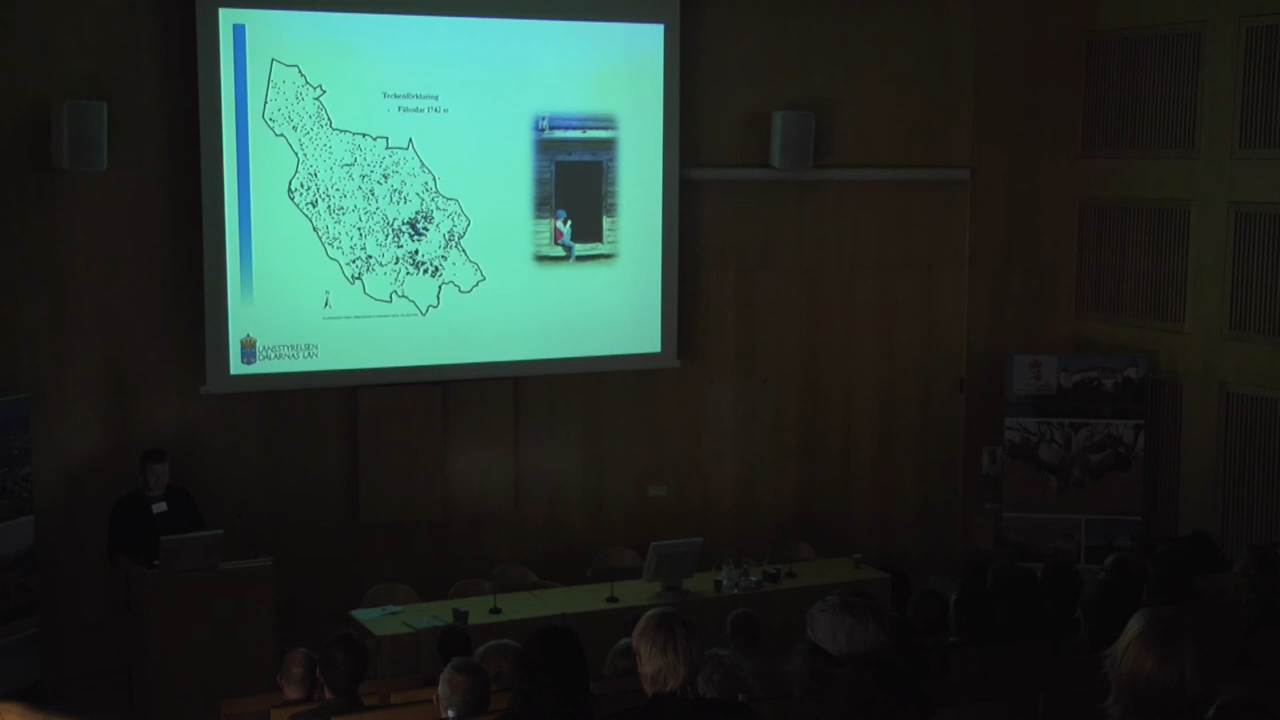 Teckenförklaring
Fäbodar 1742 st
N
LÄNSSTYRELSEN
DALARNAS LÄN